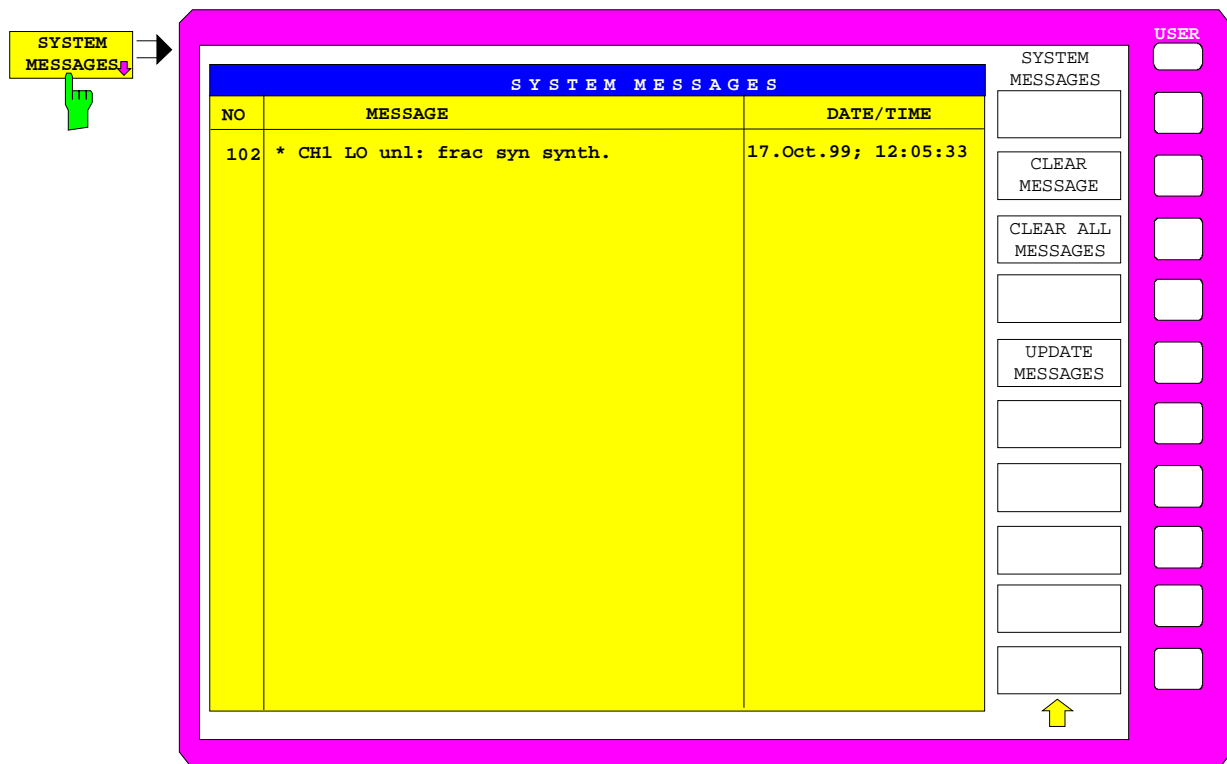 SYSTEM
MESSAGES
USER
SYSTEM
MESSAGES
SYSTEM MESSAGES
NO MESSAGE DATE/TIME
102 * CH1 LO unl: frac syn synth. 17.Oct.99; 12:05:33
CLEAR
MESSAGE
CLEAR ALL
MESSAGES
UPDATE
MESSAGES